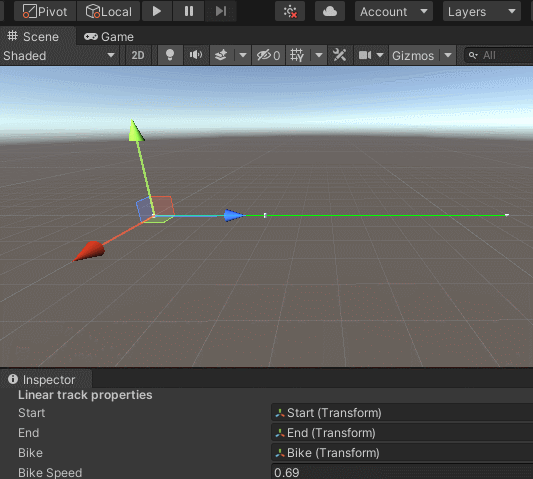 Pivot Local Account Layers
Scene Game
Shaded 2D 0 Gizmos All
Inspector
Linear track properties
Start Start (Transform)
End End (Transform)
Bike Bike (Transform)
Bike Speed 0.69